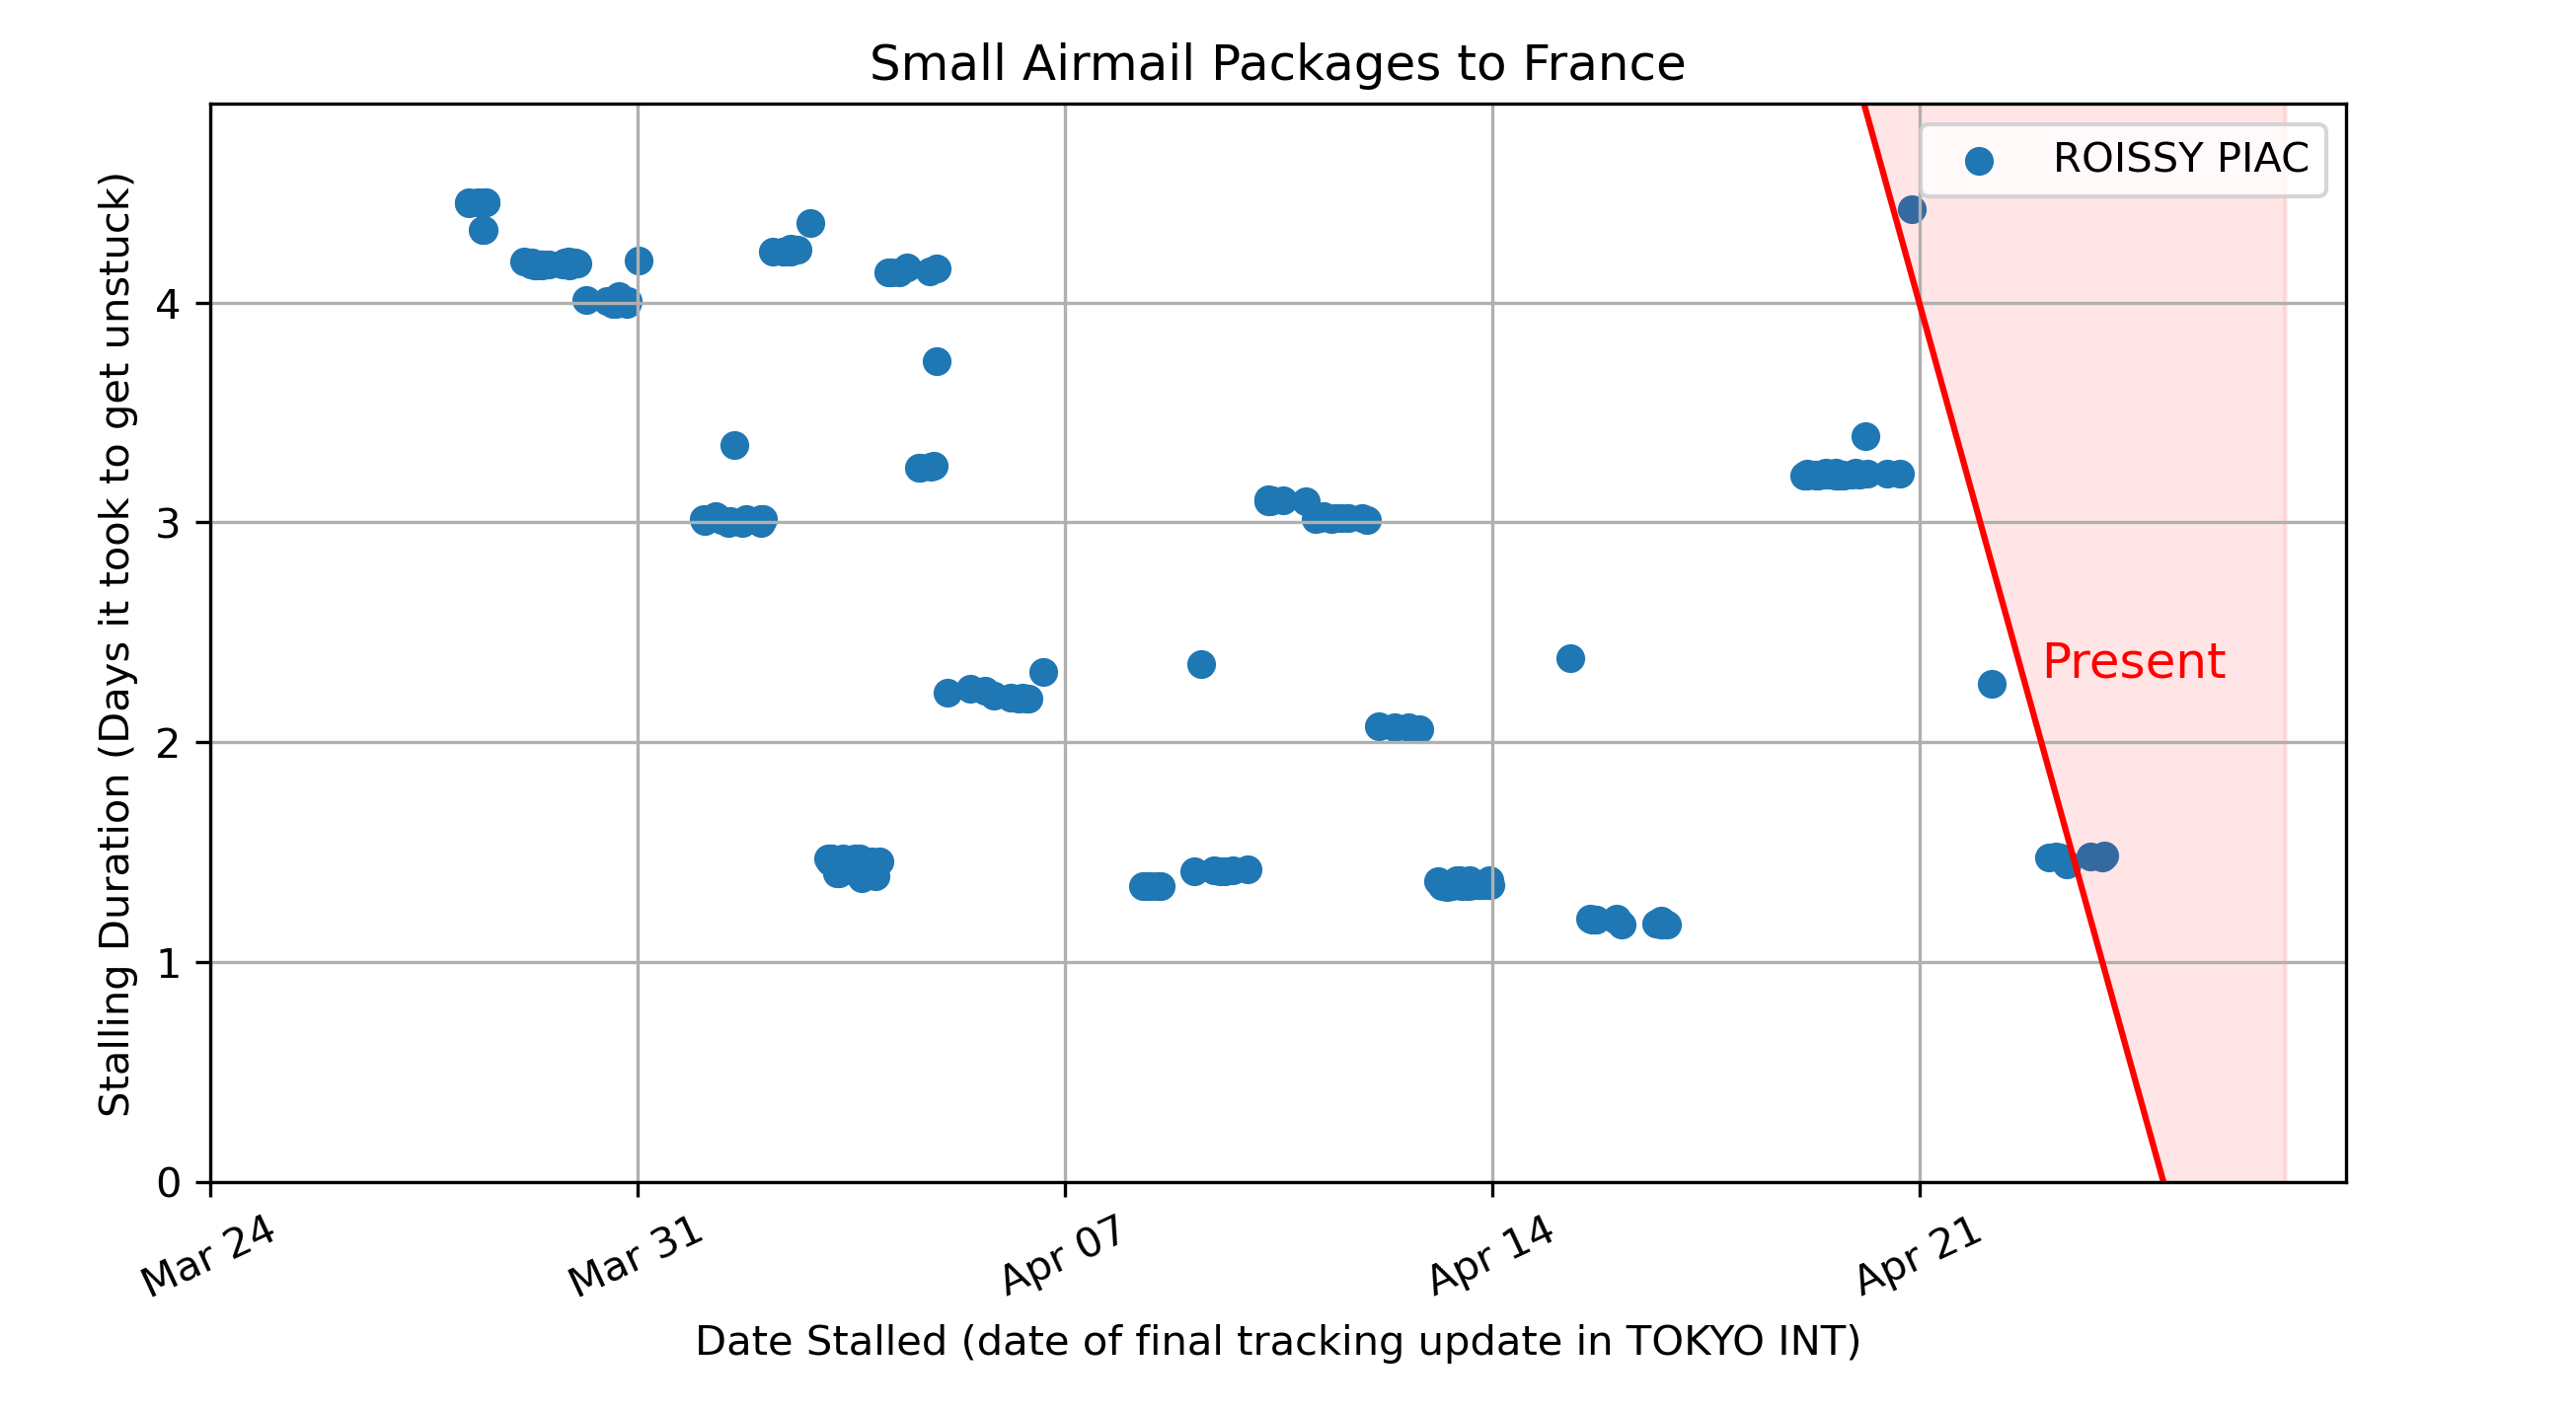 Small Airmail Packages to France
ROISSY PIAC
Present
Stalling Duration (Days it took to get unstuck)
4
3
2
1
0
Mar 24
Mar 31
Apr 07
Apr 14
Apr 21
Date Stalled (date of final tracking update in TOKYO INT)